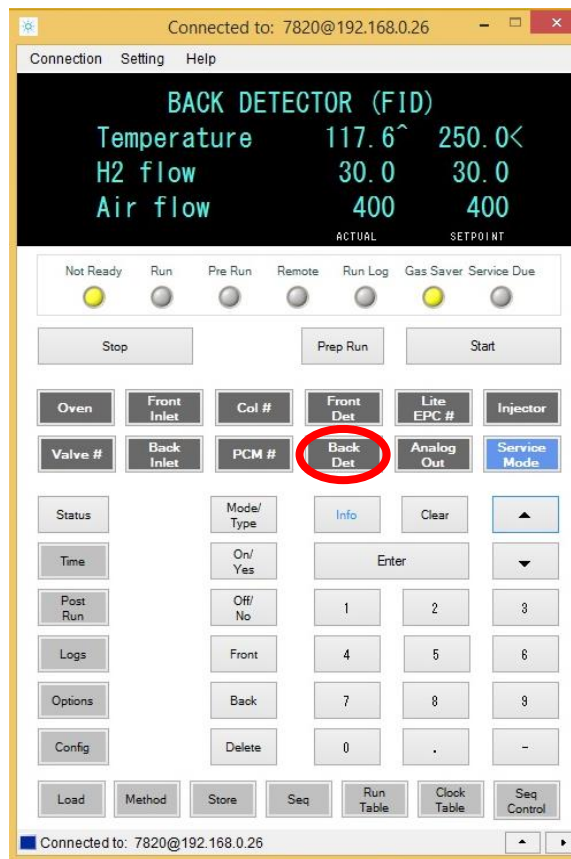 Connected to: 7820@192.168.0.26
Connection Setting Help
BACK DETECTOR (FID)
Temperature 117.6^ 250.0<
H2 flow 30.0 30.0
Air flow 400 400
ACTUAL SETPOINT
Not Ready Run Pre Run Remote Run Log Gas Saver Service Due
Stop Prep Run Start
Oven Front Inlet Col # Front Det Lite EPC # Injector
Valve # Back Inlet PCM # Back Det Analog Out Service Mode
Status Mode/ Type Info Clear
Time On/ Yes Enter
Post Run Off/ No 1 2 3
Logs Front 4 5 6
Options Back 7 8 9
Config Delete 0 . -
Load Method Store Seq Run Table Clock Table Seq Control
Connected to: 7820@192.168.0.26